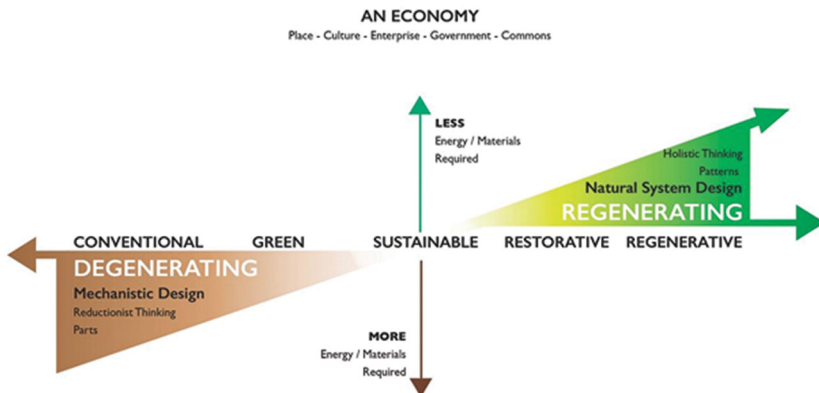 AN ECONOMY
Place - Culture - Enterprise - Government - Commons
LESS
Energy / Materials
Required
Holistic Thinking
Patterns
Natural System Design
REGENERATING
CONVENTIONAL GREEN SUSTAINABLE RESTORATIVE REGENERATIVE
DEGENERATING
Mechanistic Design
Reductionist Thinking
Parts
MORE
Energy / Materials
Required